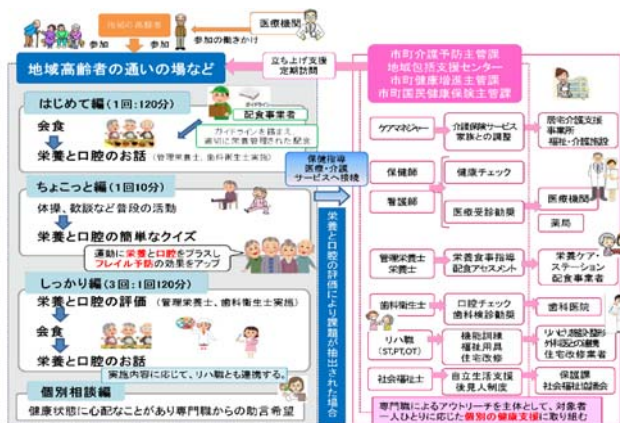 地域の高齢者
医療機関
参加
参加
参加の働きかけ
地域高齢者の通いの場など
立ち上げ支援
定期訪問
市町介護予防主管課
地域包括支援センター
市町健康増進主管課
市町国民健康保険主管課
はじめて編(1回:120分)
会食
ガイドライン
配食事業者
ガイドラインを踏まえ、
適切に栄養管理された配食
栄養と口腔のお話(管理栄養士、歯科衛生士実施)
ちょこっと編(1回10分)
体操、歓談など普段の活動
栄養と口腔の簡単なクイズ
運動に栄養と口腔をプラスし
フレイル予防の効果をアップ
しっかり編(3回:1回120分)
栄養と口腔の評価(管理栄養士、歯科衛生士実施)
会食
栄養と口腔のお話
実施内容に応じて、リハ職とも連携する。
個別相談編
健康状態に心配なことがあり専門職からの助言希望
保健指導
医療・介護
サービスへ接続
栄養と口腔の評価により課題が抽出された場合
ケアマネジャー
介護保険サービス
家族との調整
居宅介護支援
事業所
福祉・介護施設
保健師
看護師
健康チェック
医療受診勧奨
医療機関
薬局
管理栄養士
栄養士
栄養食事指導
配食アセスメント
栄養ケア・
ステーション
配食事業者
歯科衛生士
口腔チェック
歯科検診勧奨
歯科医院
リハ職
(ST,PT,OT)
機能訓練
福祉用具
住宅改修
リハビリ施設・整形
外科医との連携
住宅改修業者
社会福祉士
自立生活支援
後見人制度
保護課
社会福祉協議会
専門職によるアウトリーチを主体として、対象者
一人ひとりに応じた個別の健康支援に取り組む